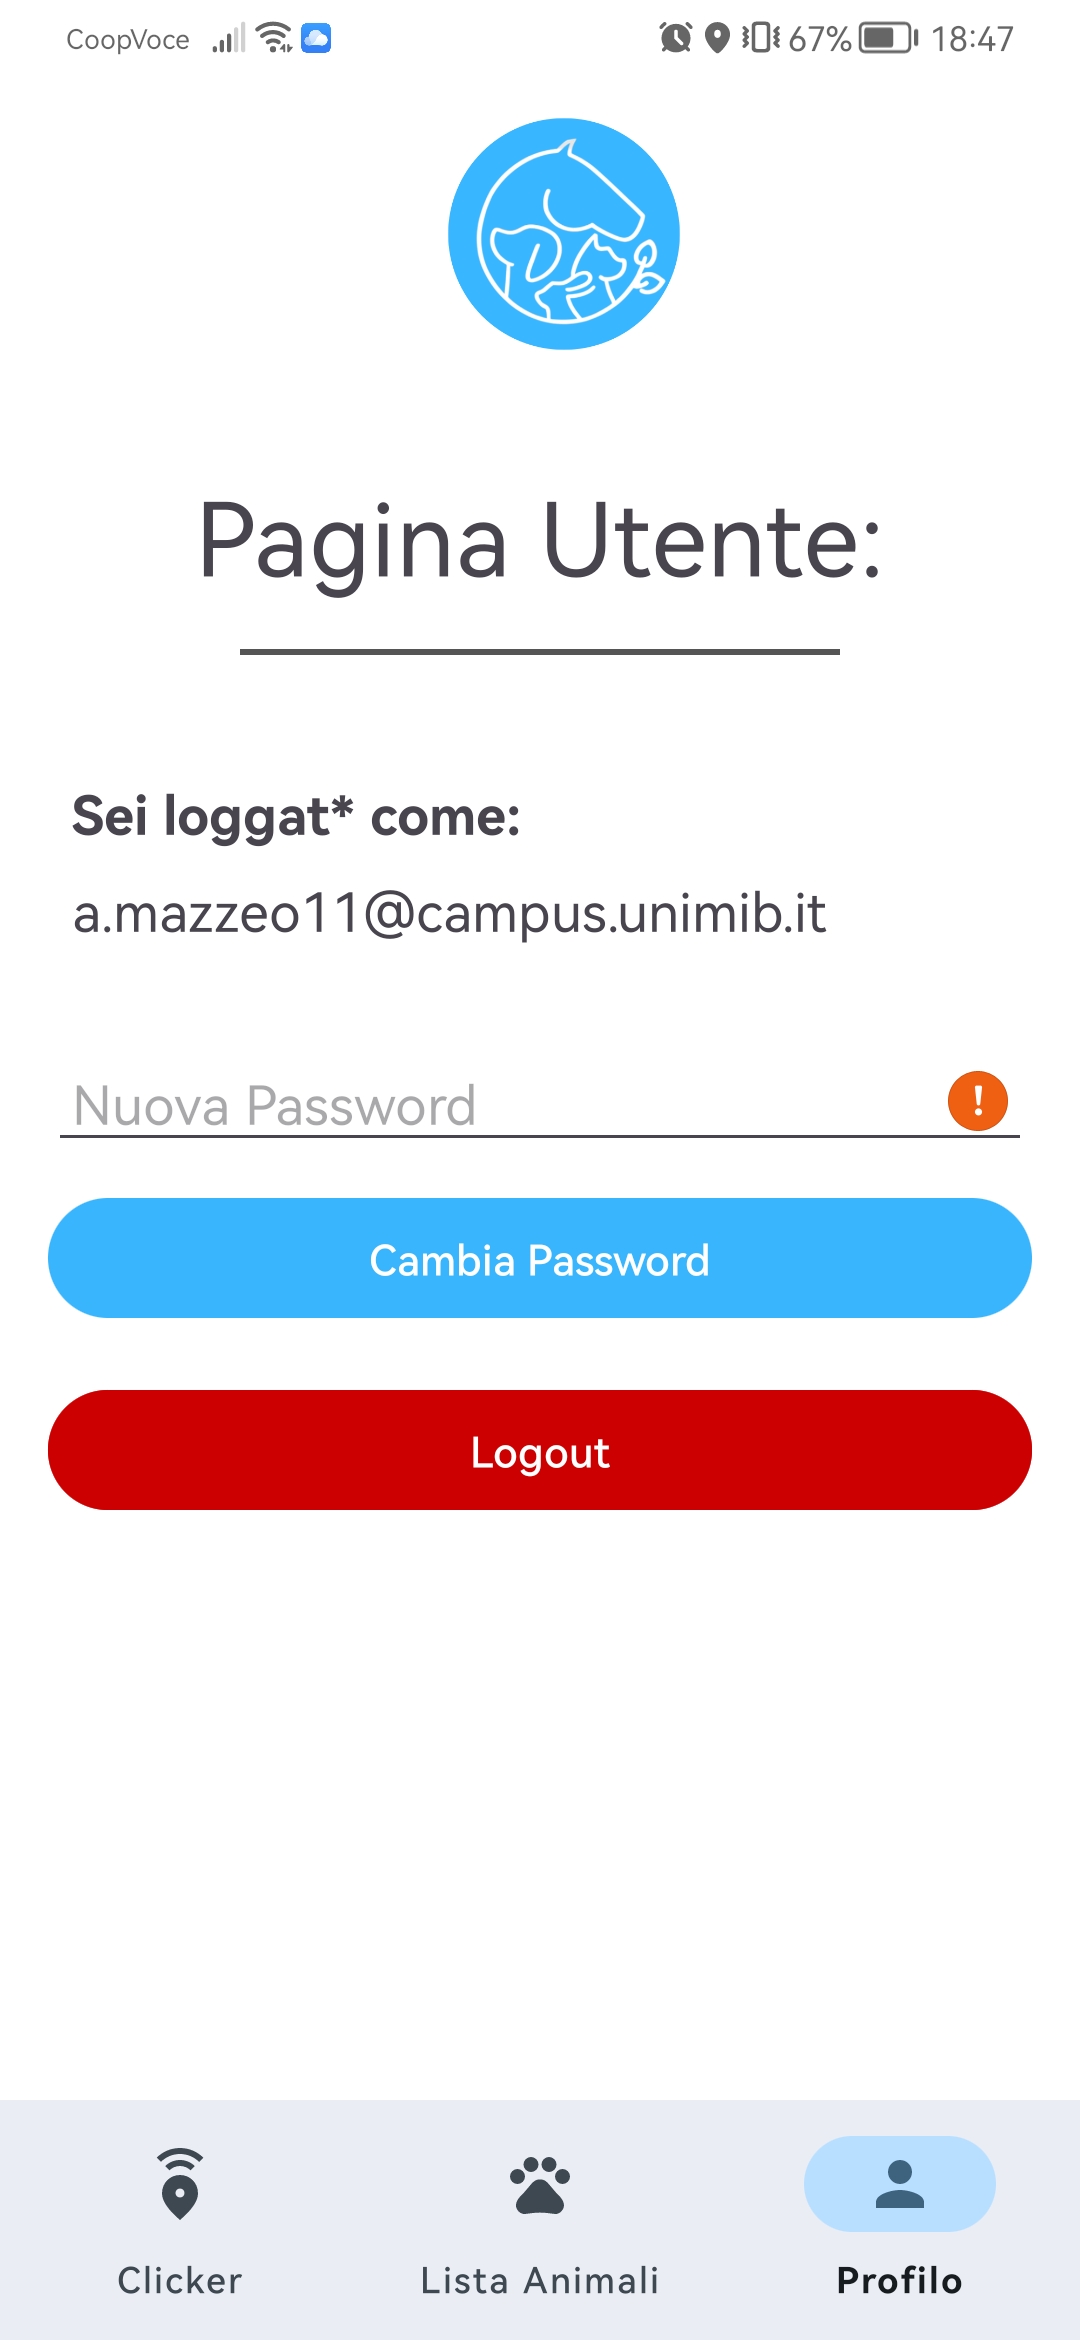 CoopVoce 67% 18:47
Pagina Utente:
Sei loggat* come:
a.mazzeo11@campus.unimib.it
Nuova Password
Cambia Password
Logout
Clicker Lista Animali Profilo